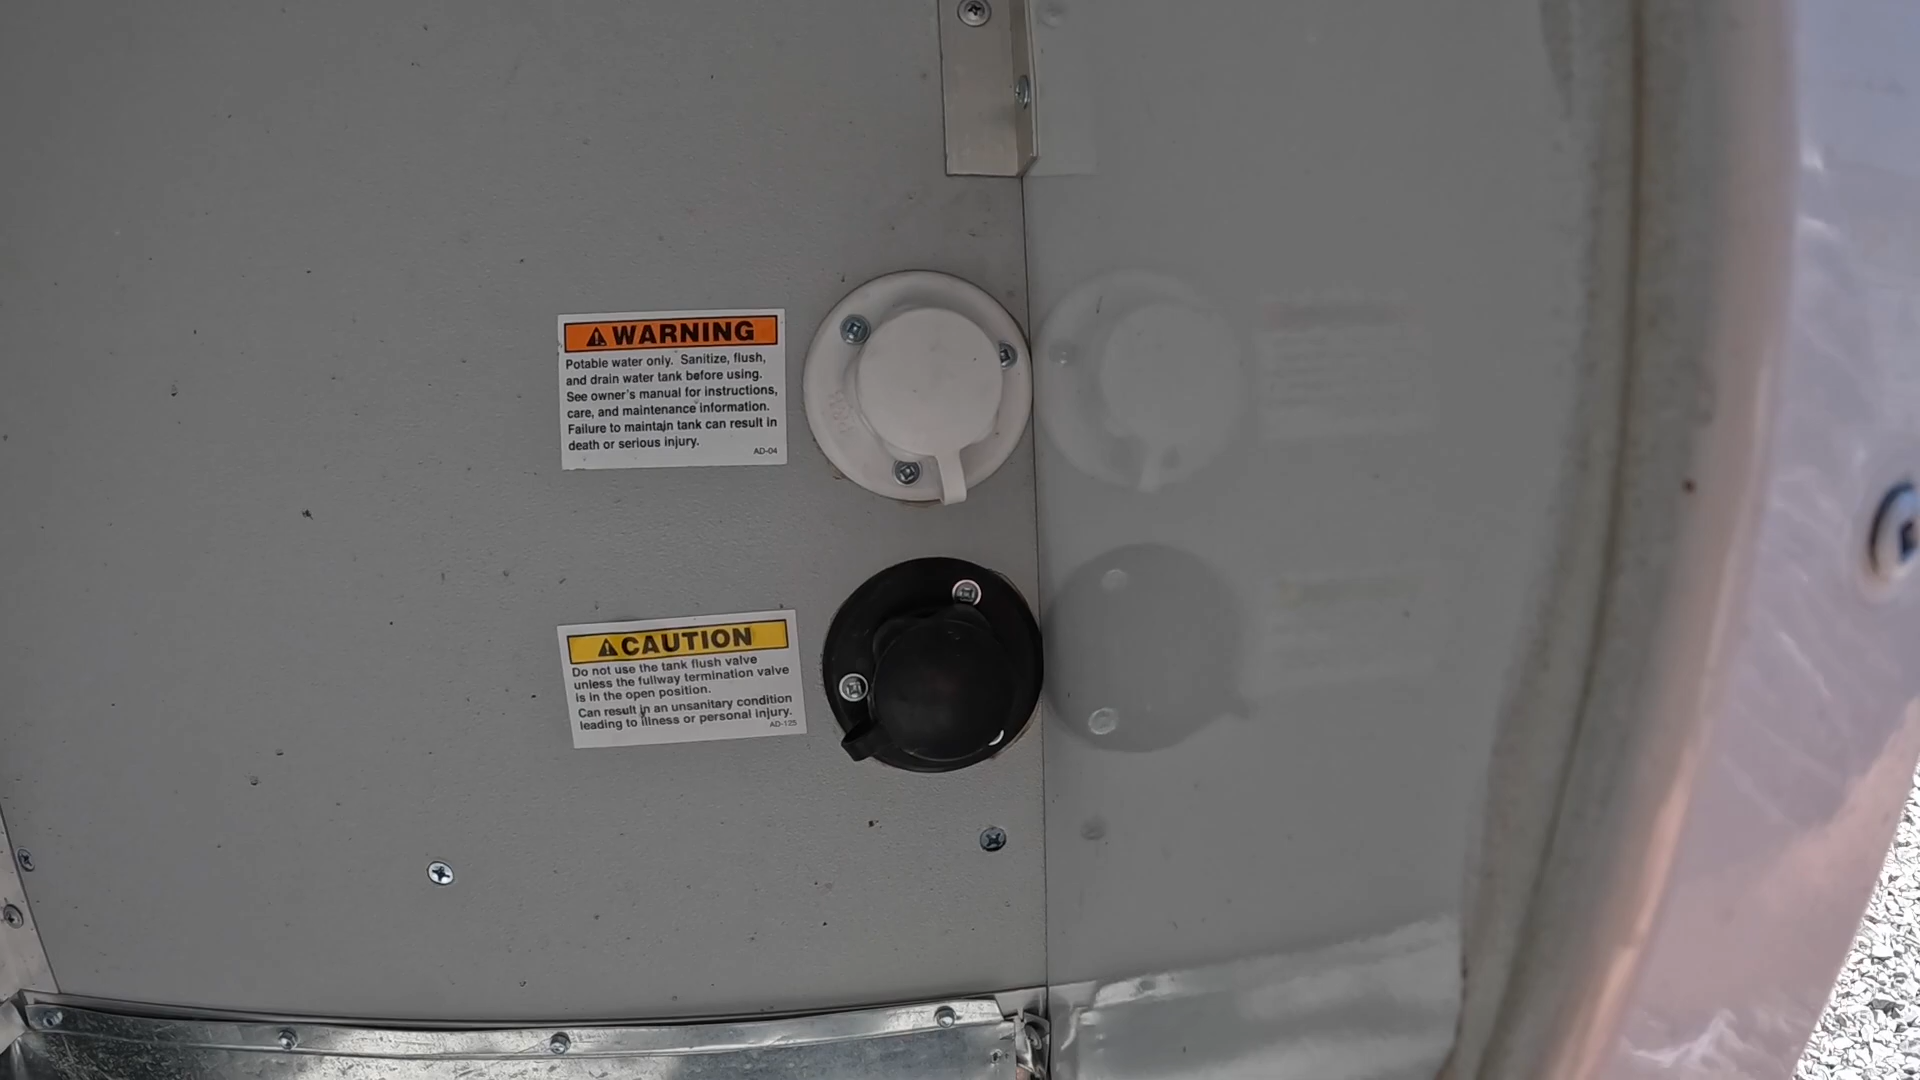 WARNING
Potable water only. Sanitize, flush,
and drain water tank before using.
See owner's manual for instructions,
care, and maintenance information.
Failure to maintain tank can result in
death or serious injury.
AD-04
CAUTION
Do not use the tank flush valve
unless the fullway termination valve
is in the open position.
Can result in an unsanitary condition
leading to illness or personal injury.
AD-125